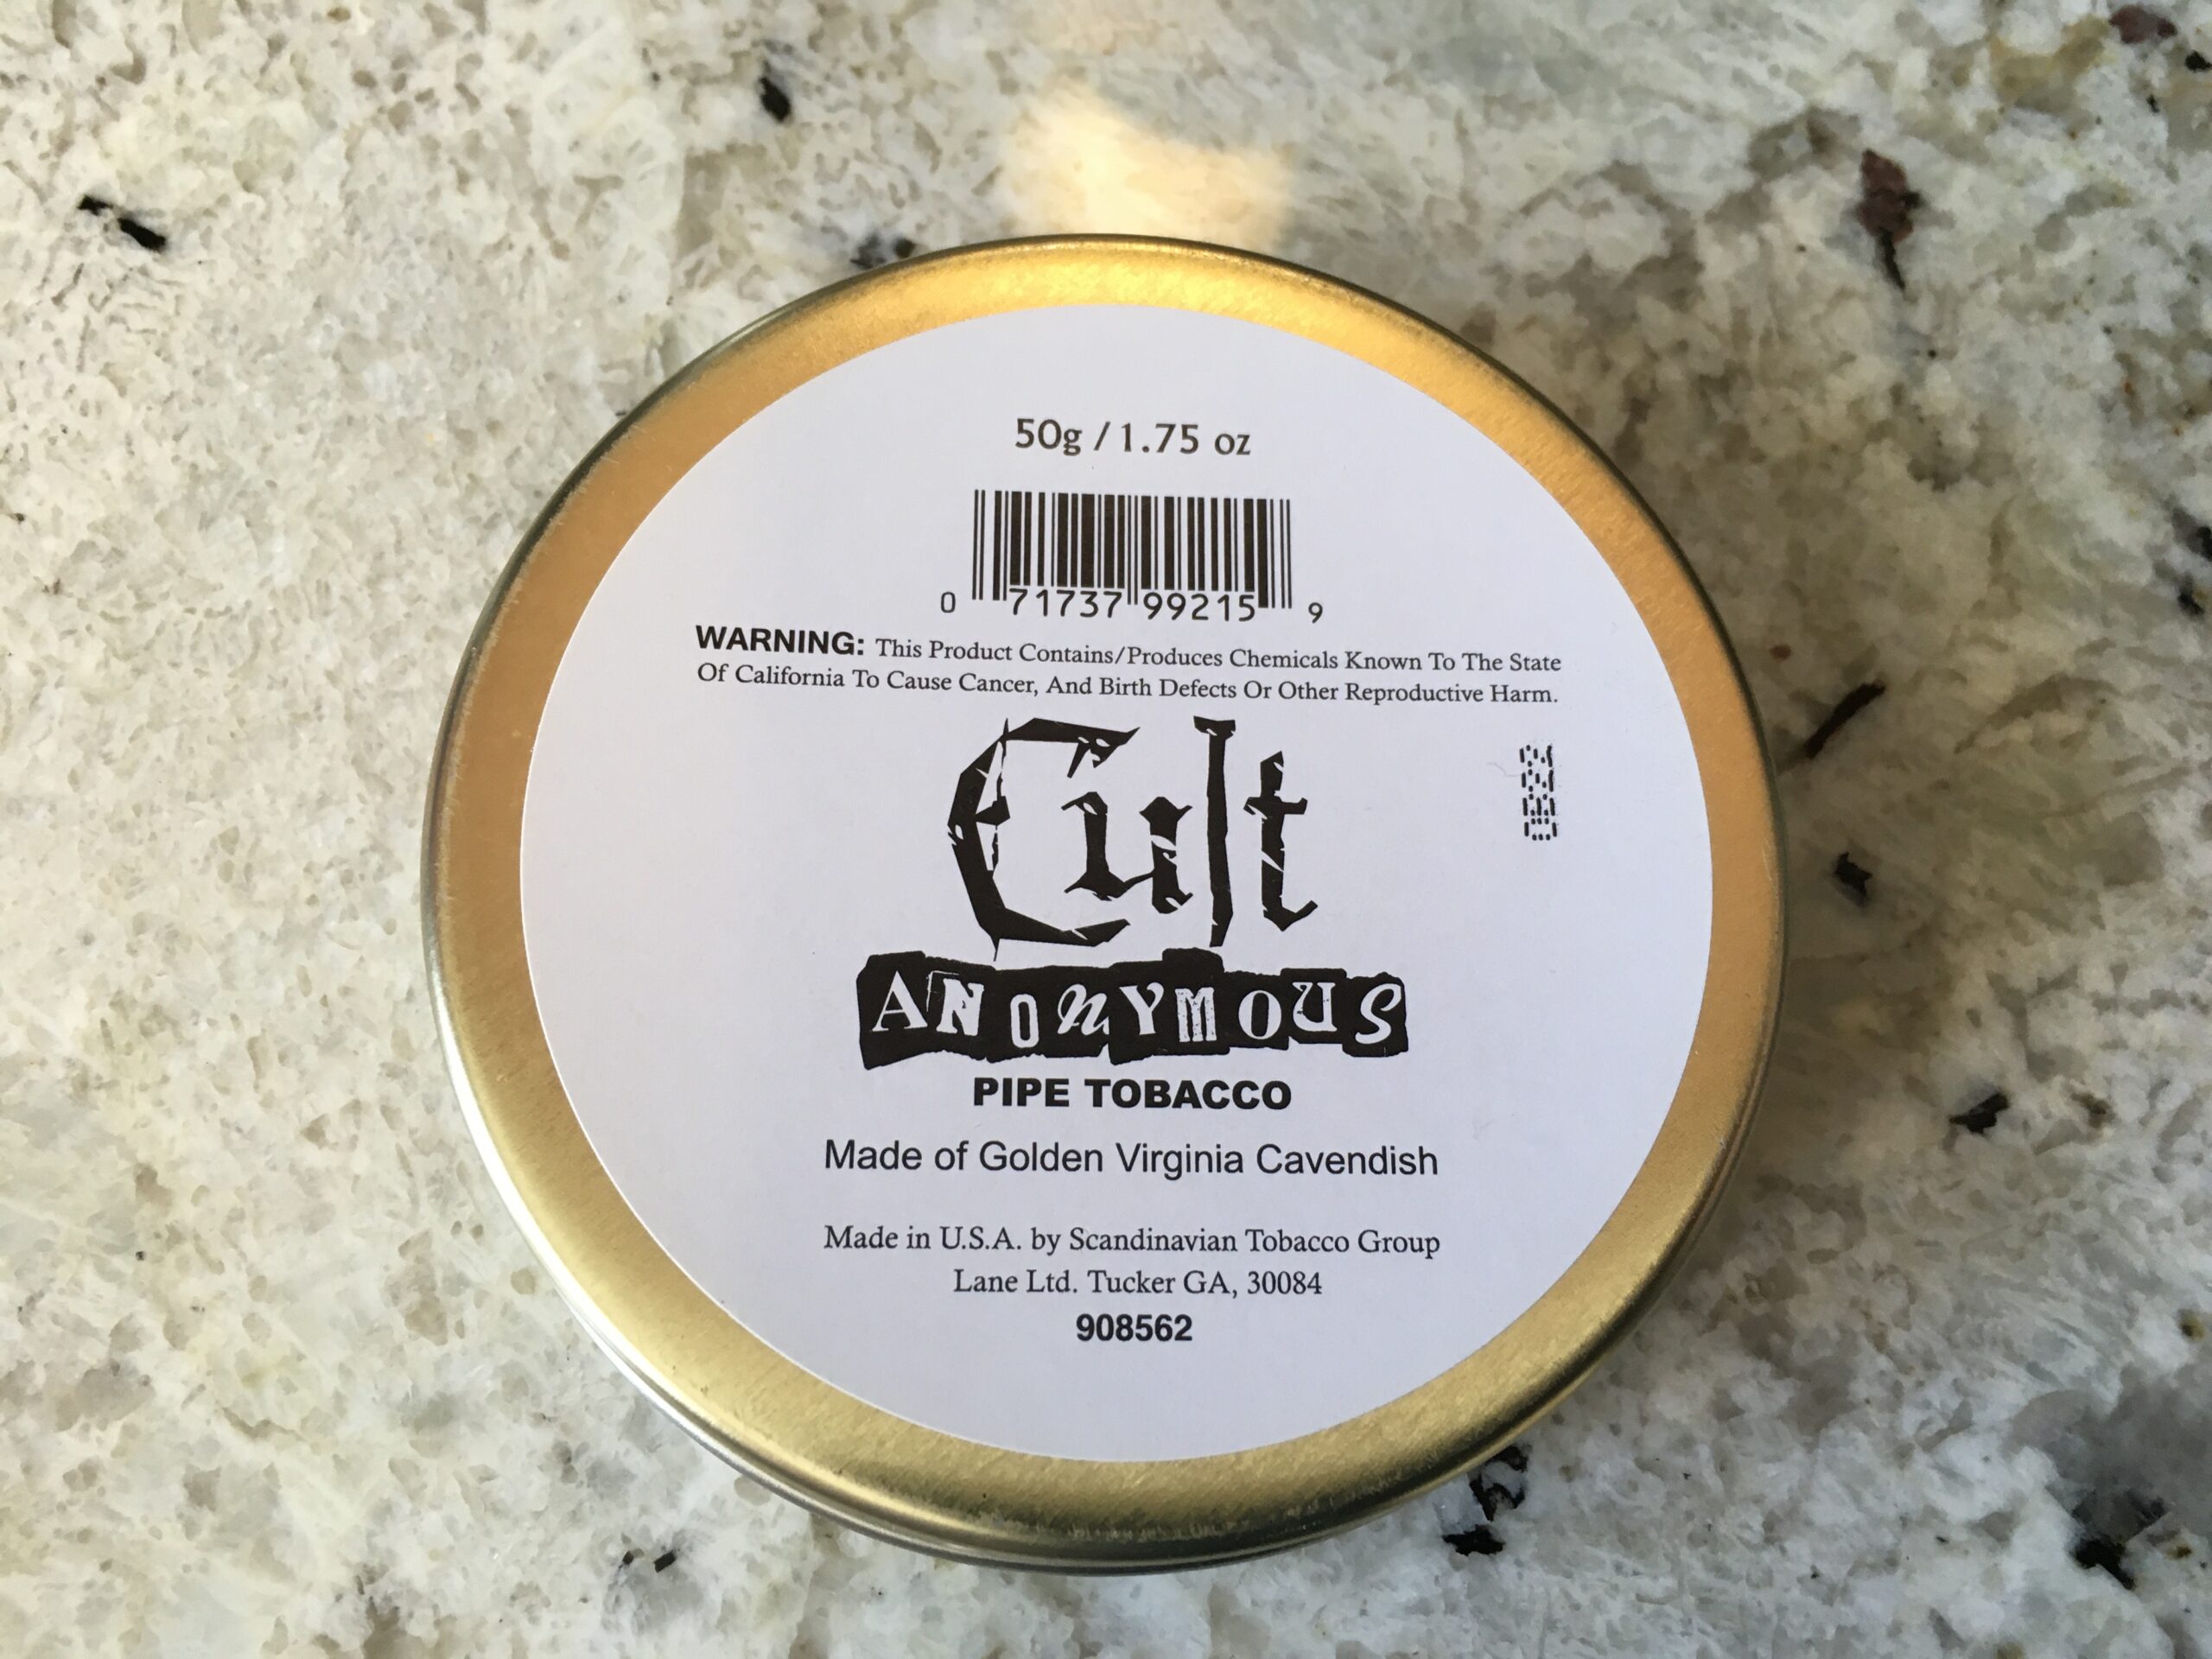 50g / 1.75 oz
0 71737 99215 9
WARNING: This Product Contains/Produces Chemicals Known To The State
Of California To Cause Cancer, And Birth Defects Or Other Reproductive Harm.
Cult
ANONYMOUS
PIPE TOBACCO
Made of Golden Virginia Cavendish
Made in U.S.A. by Scandinavian Tobacco Group
Lane Ltd. Tucker GA, 30084
908562